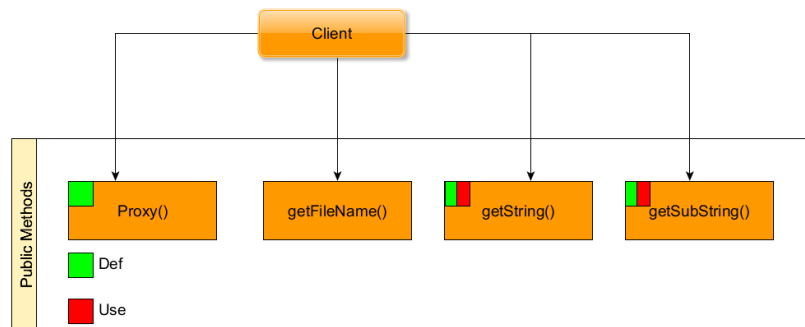 Client
Public Methods
Proxy()
getFileName()
getString()
getSubString()
Def
Use